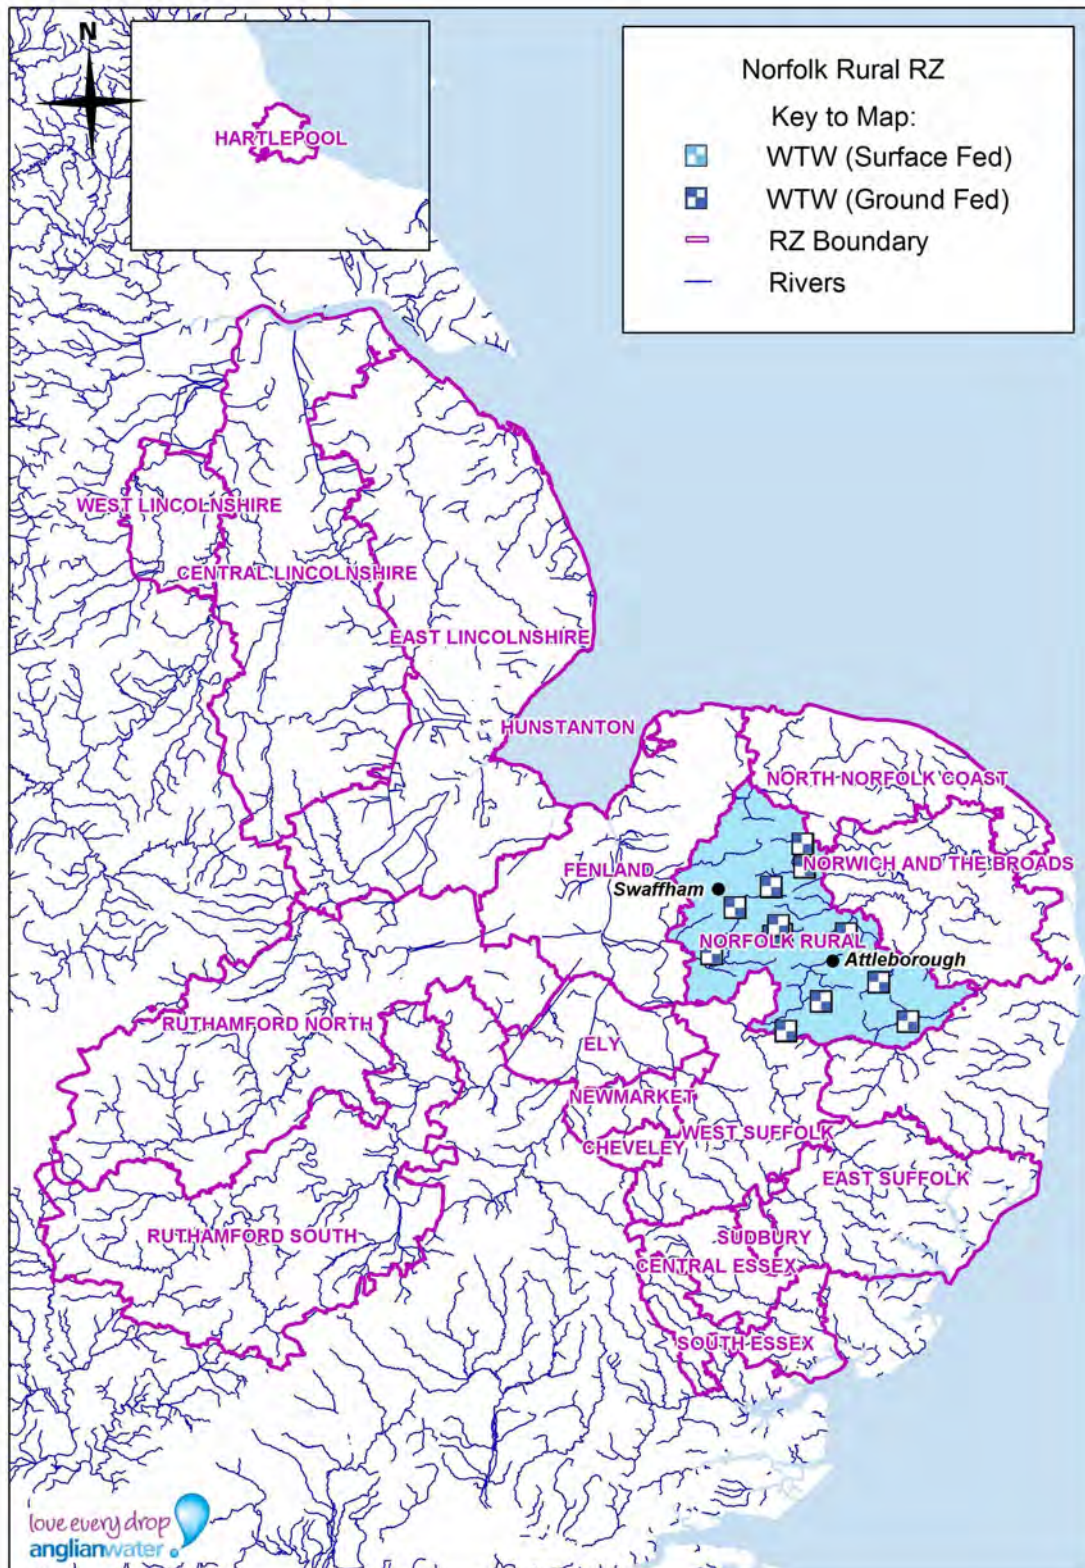 N
HARTLEPOOL
Norfolk Rural RZ
Key to Map:
WTW (Surface Fed)
WTW (Ground Fed)
RZ Boundary
Rivers
WEST LINCOLNSHIRE
CENTRAL LINCOLNSHIRE
EAST LINCOLNSHIRE
HUNSTANTON
NORTH NORFOLK COAST
NORWICH AND THE BROADS
FENLAND
Swaffham
NORFOLK RURAL
Attleborough
RUTHAMFORD NORTH
ELY
NEWMARKET
WEST SUFFOLK
CHEVELEY
EAST SUFFOLK
RUTHAMFORD SOUTH
SUDBURY
CENTRAL ESSEX
SOUTH ESSEX
love every drop
anglianwater